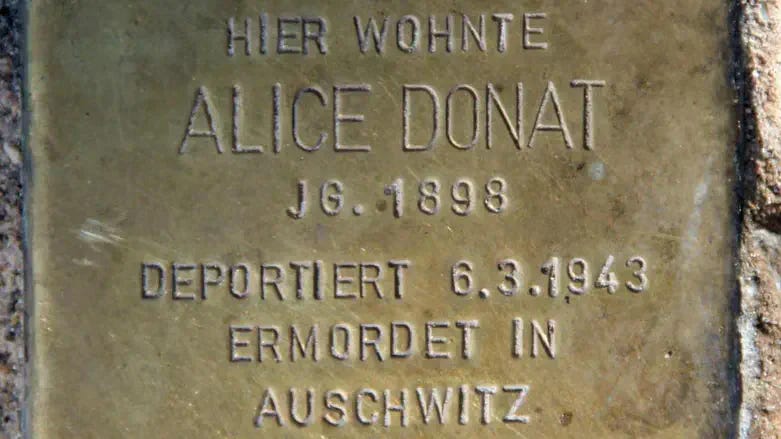 HIER WOHNTE
ALICE DONAT
JG. 1898
DEPORTIERT 6.3.1943
ERMORDET IN
AUSCHWITZ